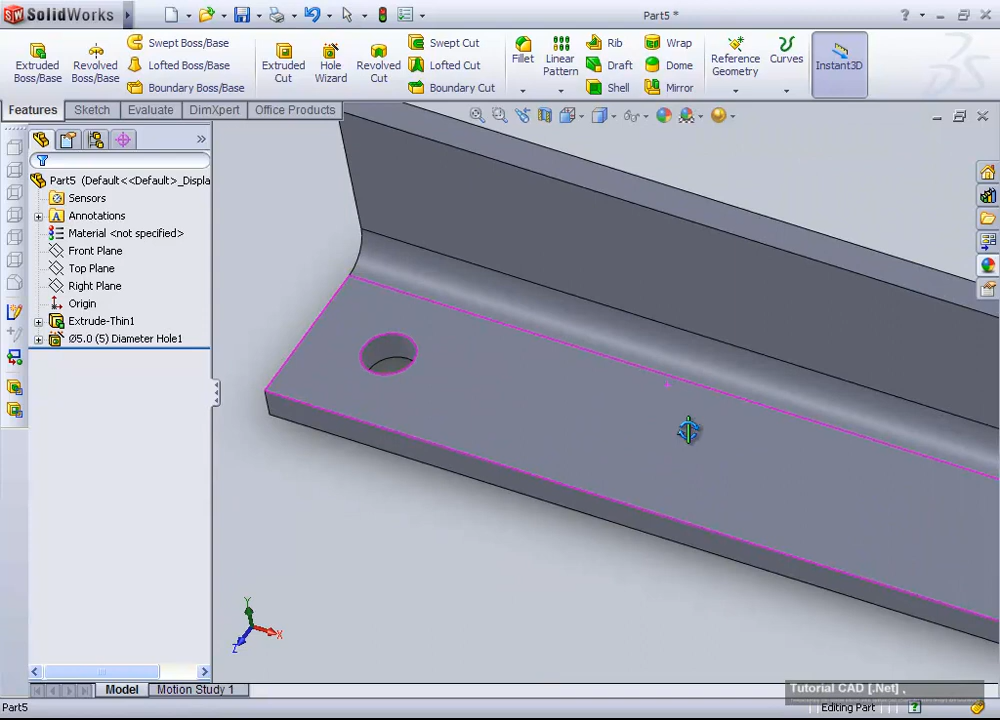 SolidWorks
Part5 *
Extruded Boss/Base
Revolved Boss/Base
Swept Boss/Base
Lofted Boss/Base
Boundary Boss/Base
Extruded Cut
Hole Wizard
Revolved Cut
Swept Cut
Lofted Cut
Boundary Cut
Fillet
Linear Pattern
Rib
Draft
Shell
Wrap
Dome
Mirror
Reference Geometry
Curves
Instant3D
Features
Sketch
Evaluate
DimXpert
Office Products
Part5 (Default<<Default>_Displa
Sensors
Annotations
Material <not specified>
Front Plane
Top Plane
Right Plane
Origin
Extrude-Thin1
Ø5.0 (5) Diameter Hole1
Y
X
Z
Model
Motion Study 1
Tutorial CAD [.Net] ,
Part5
Editing Part